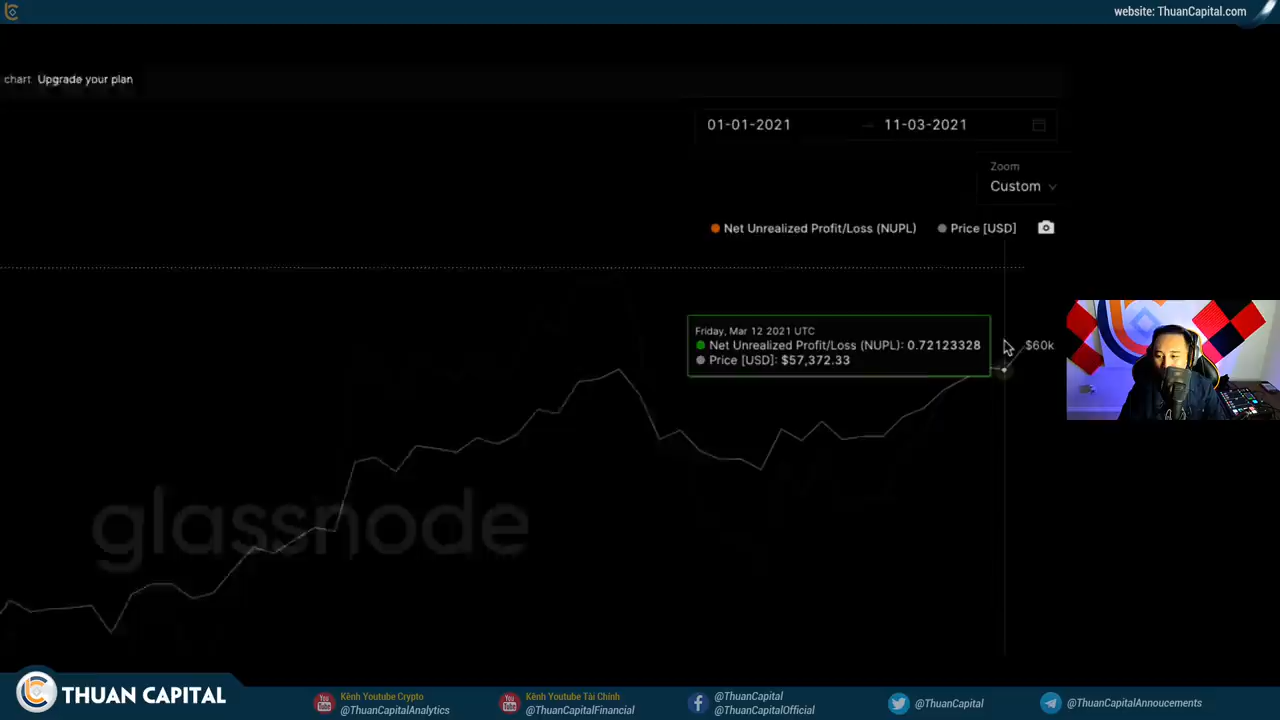 website: ThuanCapital.com
chart Upgrade your plan
01-01-2021 → 11-03-2021
Zoom
Custom
Net Unrealized Profit/Loss (NUPL) Price [USD]
Friday, Mar 12 2021 UTC
Net Unrealized Profit/Loss (NUPL): 0.72123328
Price [USD]: $57,372.33
$60k
glassnode
THUAN CAPITAL
Kênh Youtube Crypto
@ThuanCapitalAnalytics
Kênh Youtube Tài Chính
@ThuanCapitalFinancial
@ThuanCapital
@ThuanCapitalOfficial
@ThuanCapital
@ThuanCapitalAnnoucements